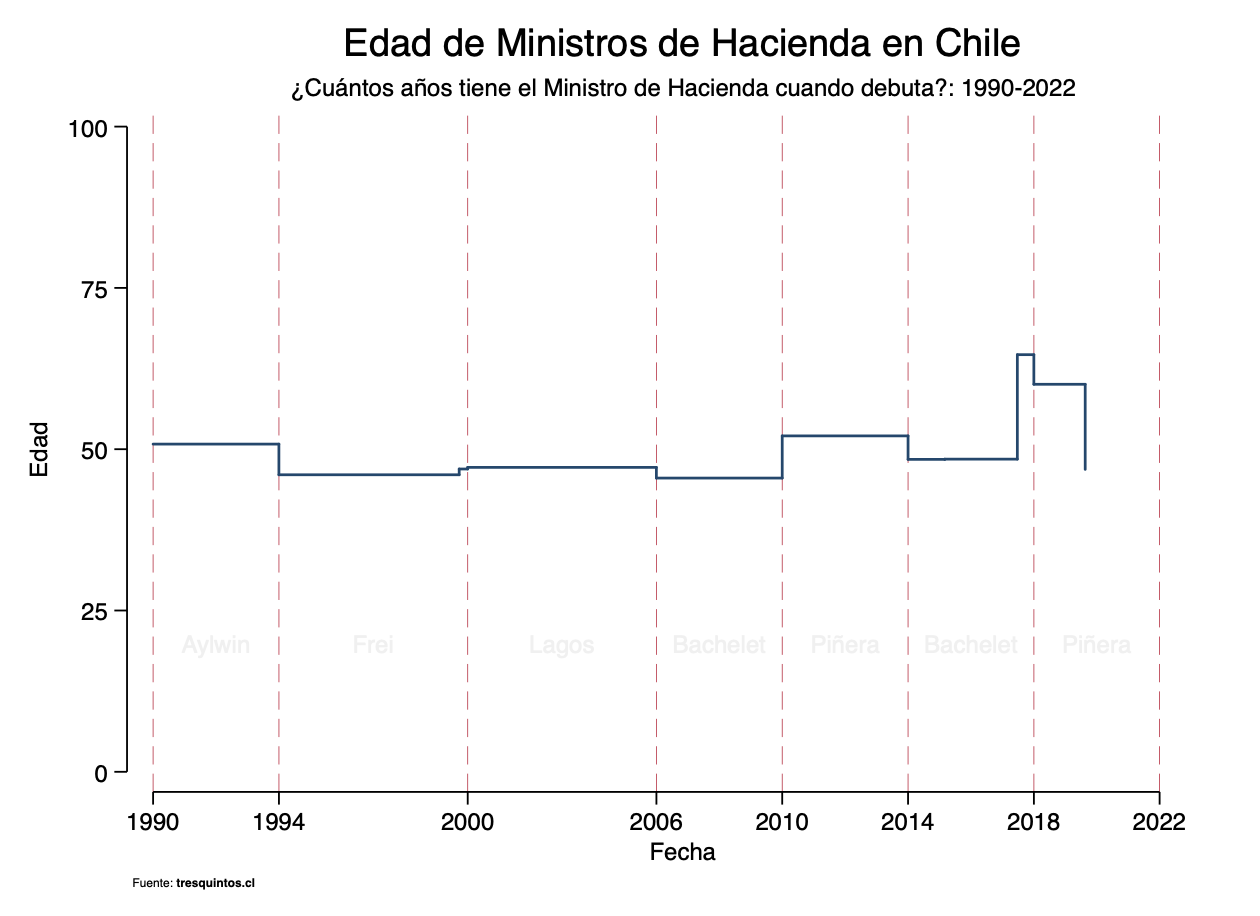 Edad de Ministros de Hacienda en Chile
¿Cuántos años tiene el Ministro de Hacienda cuando debuta?: 1990-2022
100
75
50
25
0
Edad
Aylwin Frei Lagos Bachelet Piñera Bachelet Piñera
1990 1994 2000 2006 2010 2014 2018 2022
Fecha
Fuente: tresquintos.cl